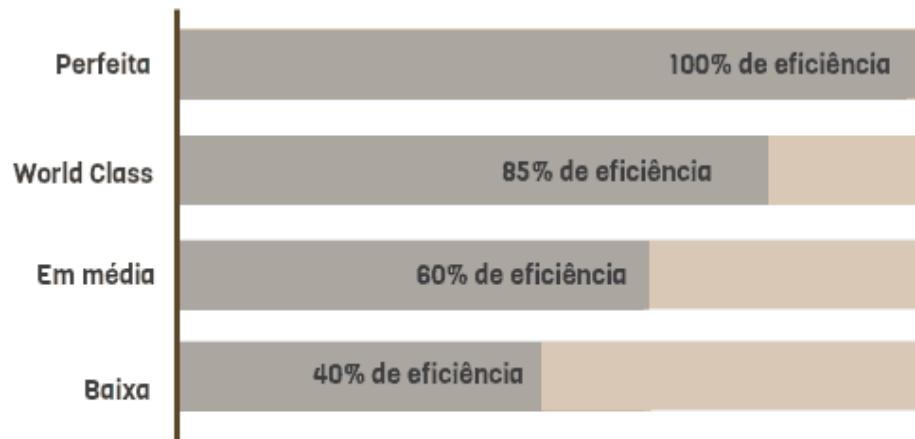 Perfeita
100% de eficiência
World Class
85% de eficiência
Em média
60% de eficiência
Baixa
40% de eficiência